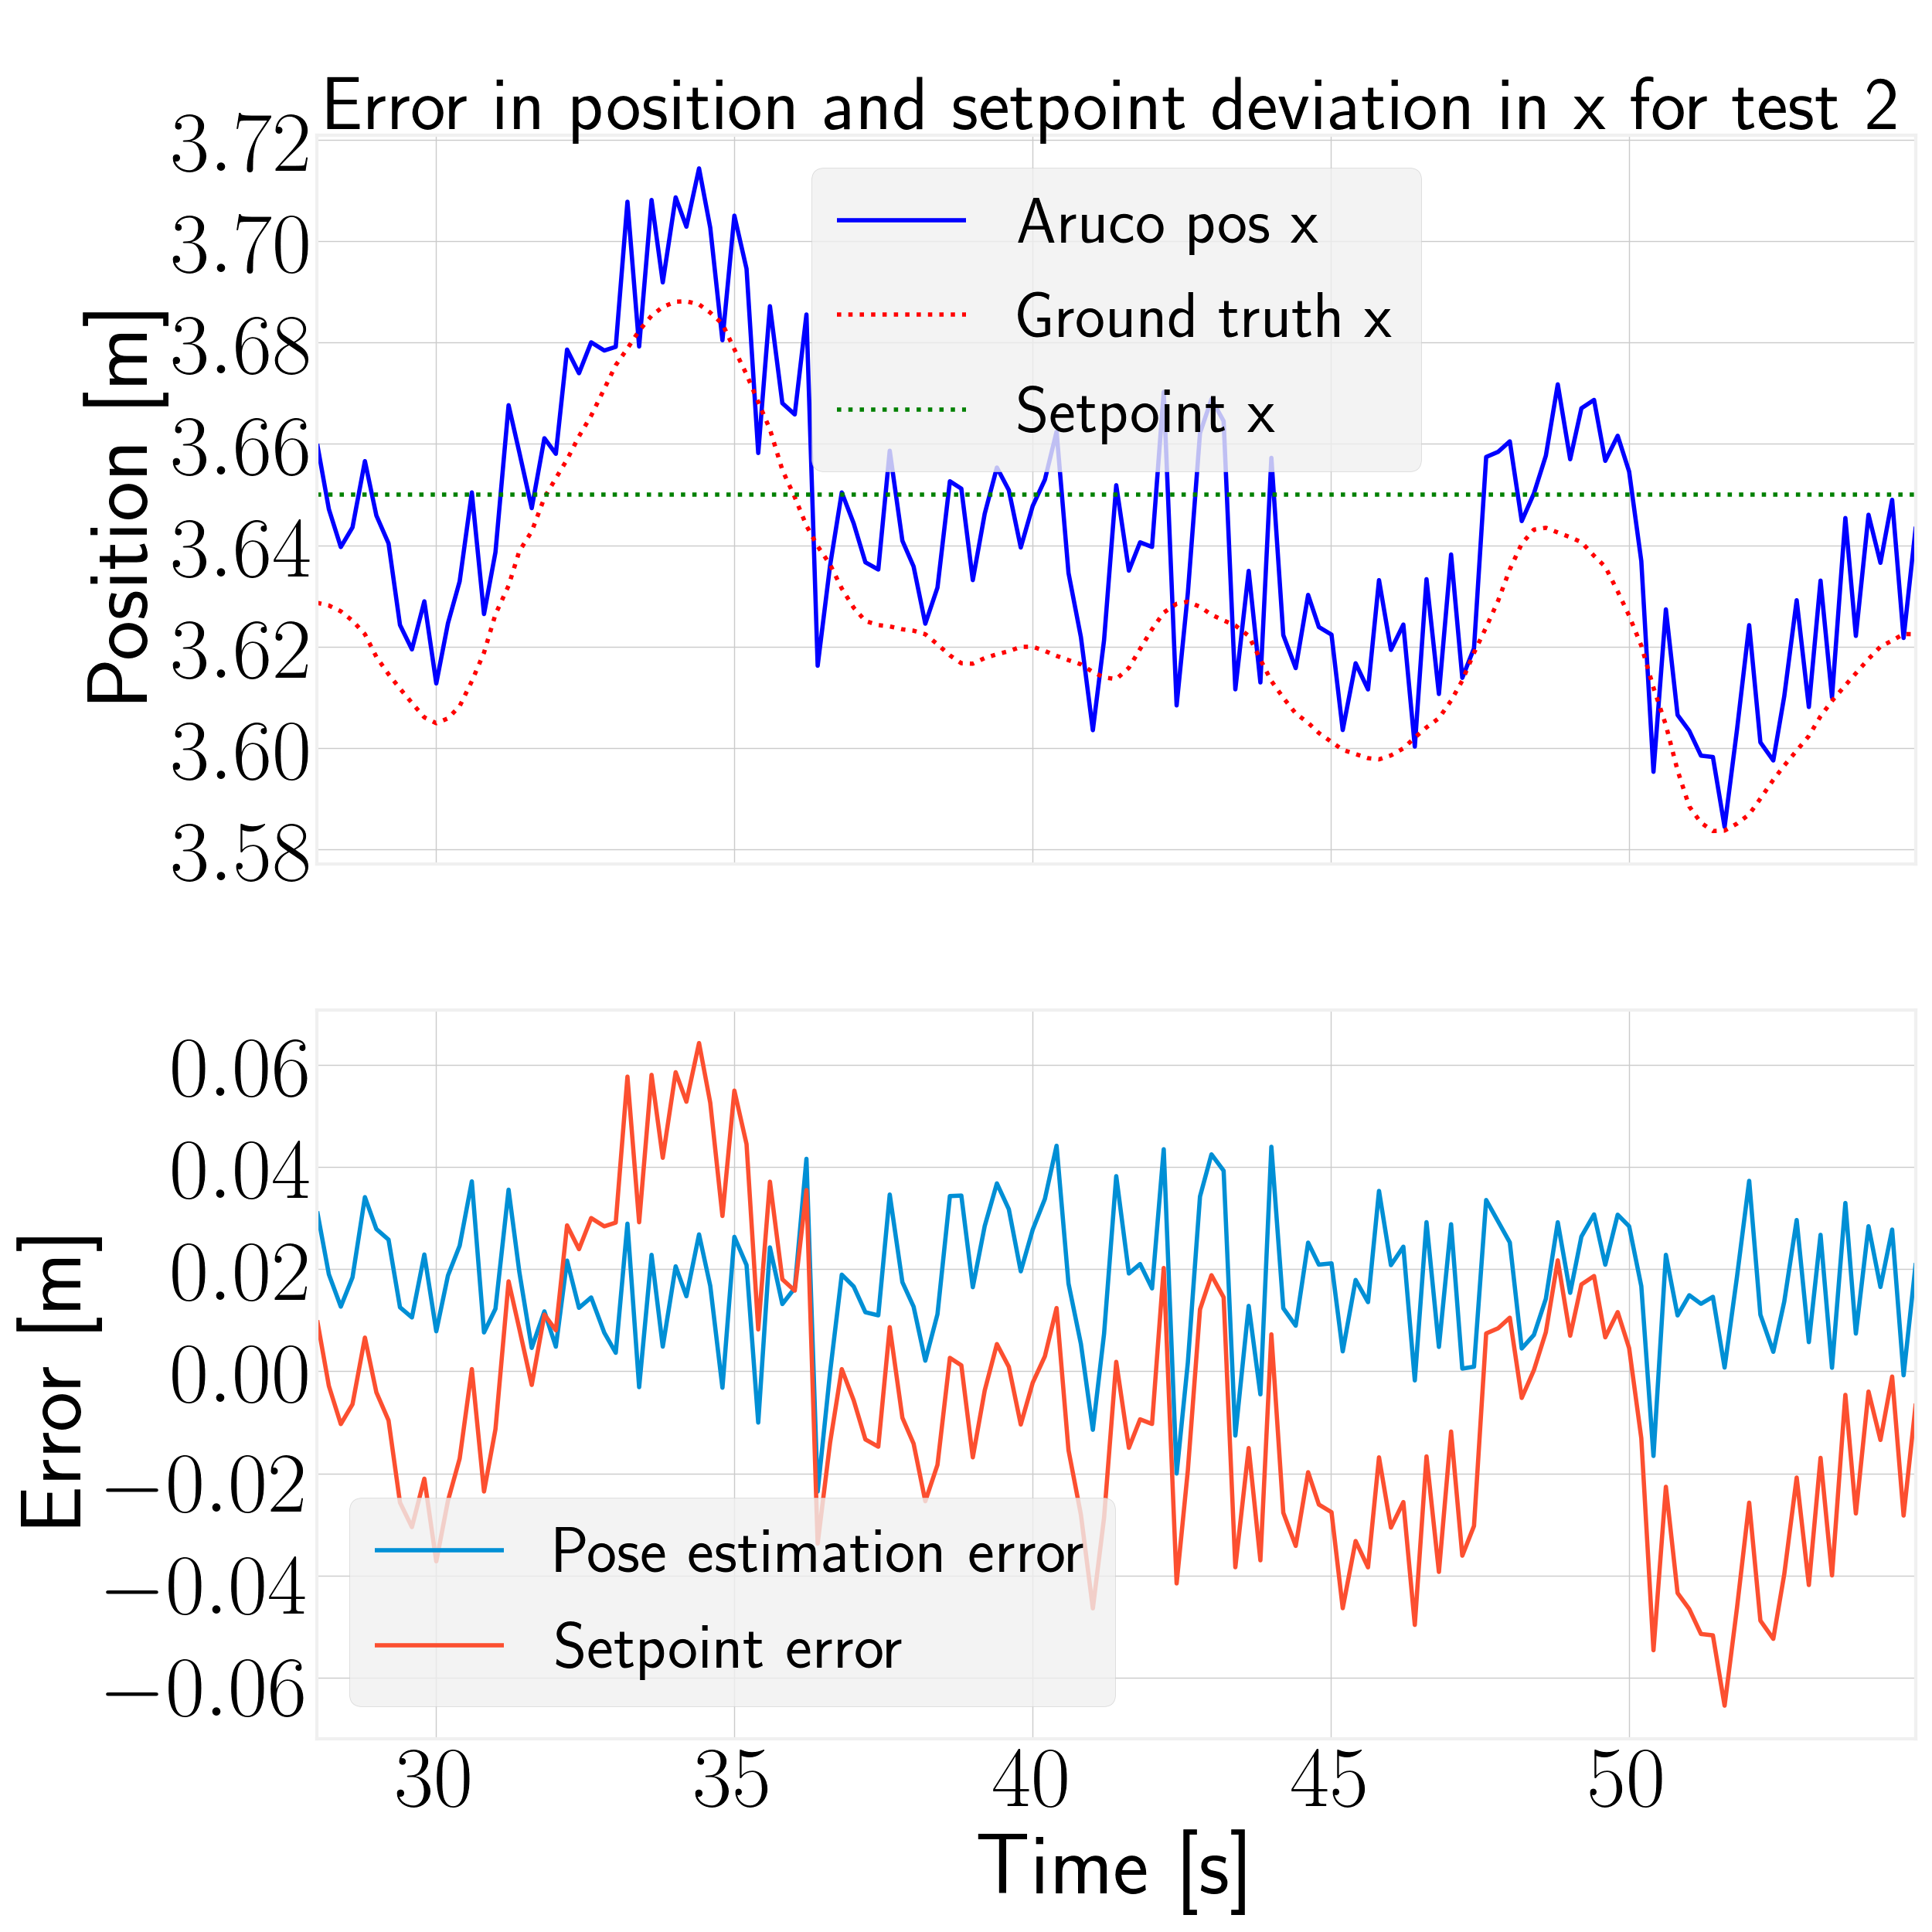 Error in position and setpoint deviation in x for test 2
3.72
3.70
3.68
3.66
3.64
3.62
3.60
3.58
Position [m]
Aruco pos x
Ground truth x
Setpoint x
0.06
0.04
0.02
0.00
−0.02
−0.04
−0.06
Error [m]
Pose estimation error
Setpoint error
30 35 40 45 50
Time [s]